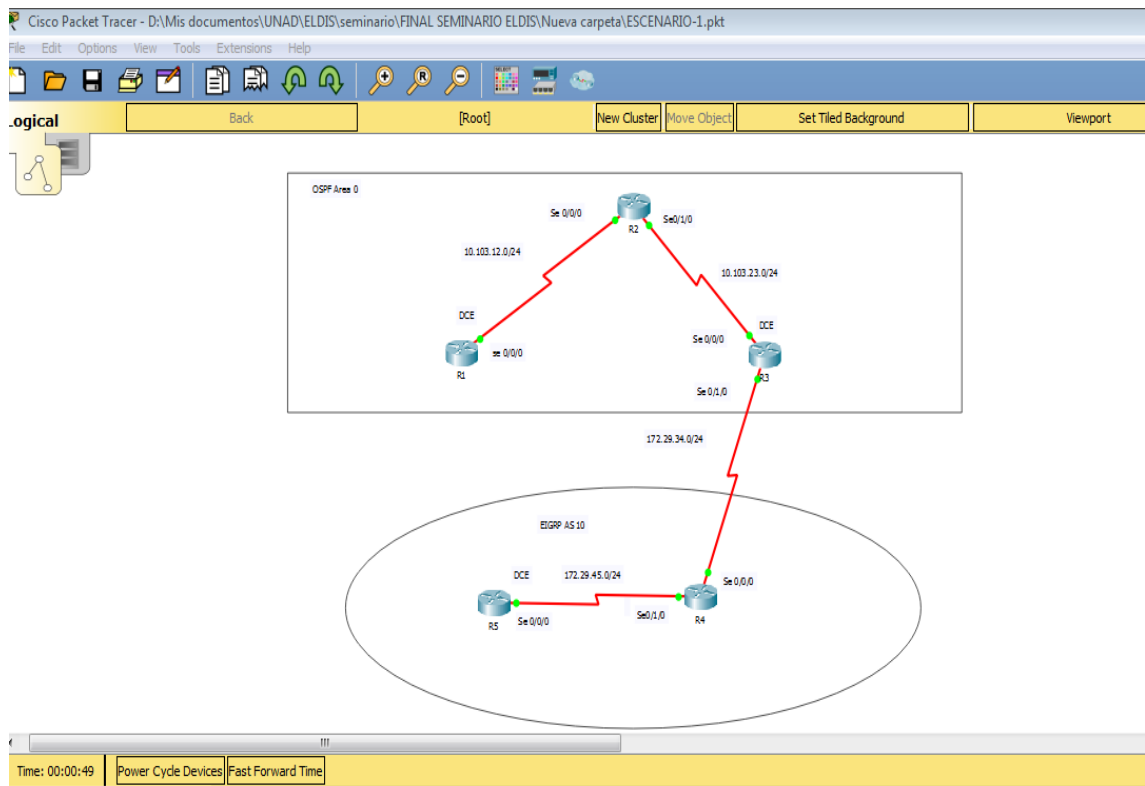 Cisco Packet Tracer - D:\Mis documentos\UNAD\ELDIS\seminario\FINAL SEMINARIO ELDIS\Nueva carpeta\ESCENARIO-1.pkt
File Edit Options View Tools Extensions Help
Logical Back [Root] New Cluster Move Object Set Tiled Background Viewport
OSPF Area 0
Se 0/0/0
R2
Se0/1/0
10.103.12.0/24
10.103.23.0/24
DCE
se 0/0/0
R1
DCE
Se 0/0/0
R3
Se 0/1/0
172.29.34.0/24
EIGRP AS 10
DCE
172.29.45.0/24
Se 0/0/0
R5
Se 0/0/0
Se0/1/0
R4
Time: 00:00:49 Power Cycle Devices Fast Forward Time